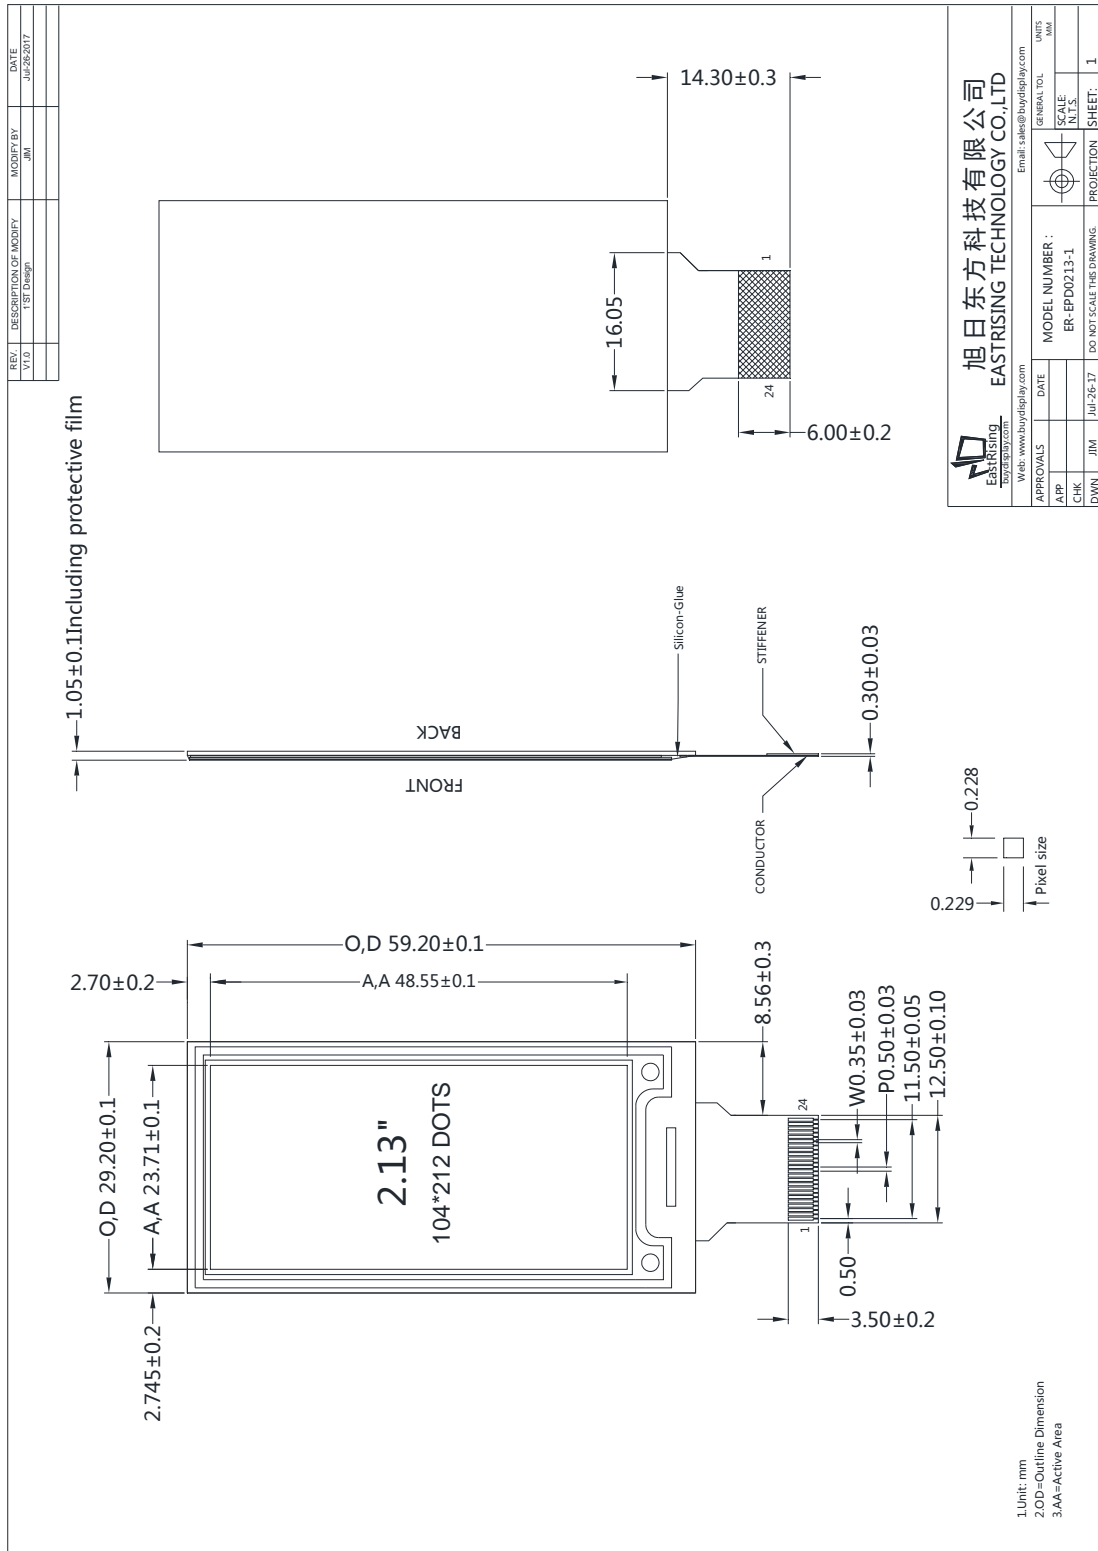 REV.
DESCRIPTION OF MODIFY
MODIFY BY
DATE
V1.0
1'ST Design
JIM
Jul-26-2017
O,D 29.20±0.1
A,A 23.71±0.1
2.745±0.2
2.70±0.2
O,D 59.20±0.1
A,A 48.55±0.1
2.13"
104*212 DOTS
8.56±0.3
1
24
W0.35±0.03
P0.50±0.03
11.50±0.05
12.50±0.10
0.50
3.50±0.2
1.05±0.1Including protective film
FRONT
BACK
Silicon-Glue
STIFFENER
CONDUCTOR
0.30±0.03
0.228
0.229
Pixel size
14.30±0.3
16.05
24
1
6.00±0.2
1.Unit: mm
2.OD=Outline Dimension
3.AA=Active Area
EastRising
buydisplay.com
旭日东方科技有限公司
EASTRISING TECHNOLOGY CO.,LTD
Web: www.buydisplay.com
Email: sales@buydisplay.com
APPROVALS
DATE
APP
CHK
DWN
JIM
Jul-26-17
MODEL NUMBER :
ER-EPD0213-1
DO NOT SCALE THIS DRAWING.
GENERAL TOL
UNITS
MM
SCALE:
N.T.S.
PROJECTION
SHEET:
1